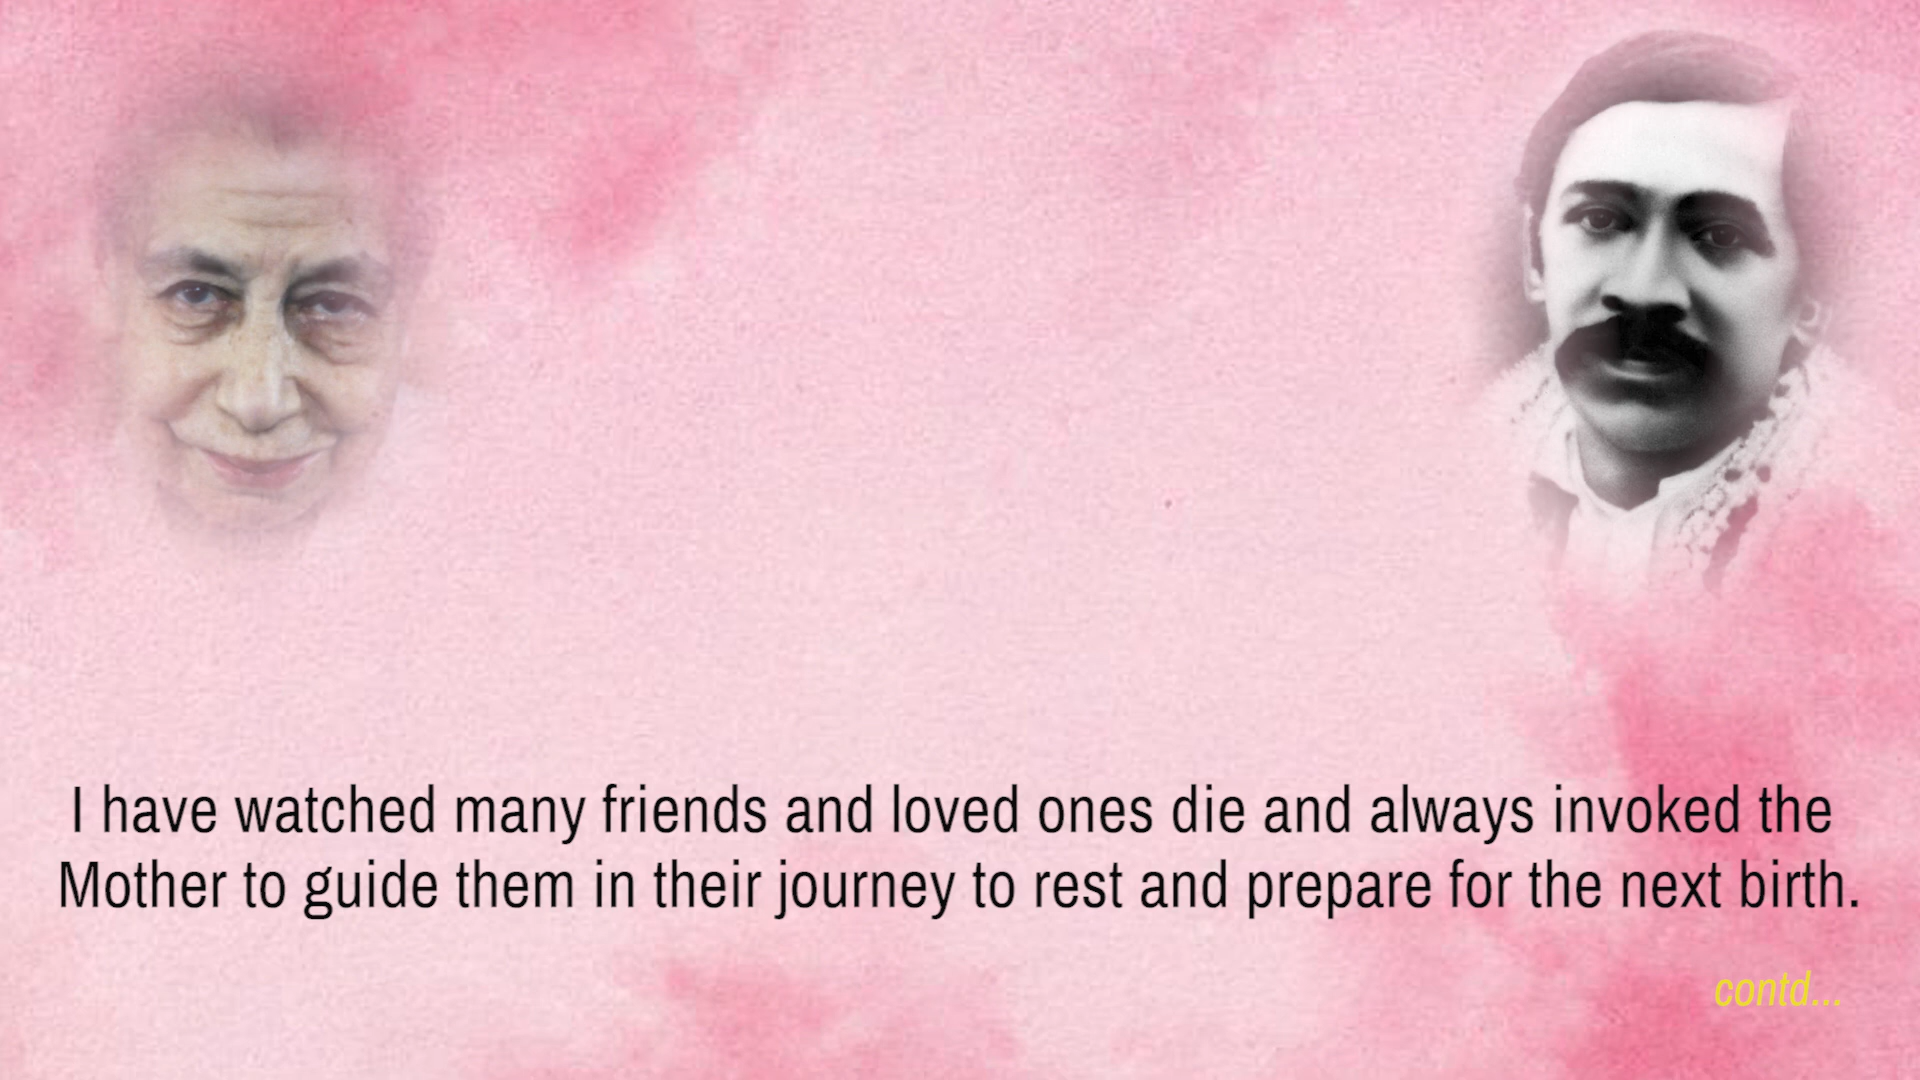 I have watched many friends and loved ones die and always invoked the
Mother to guide them in their journey to rest and prepare for the next birth.
contd...